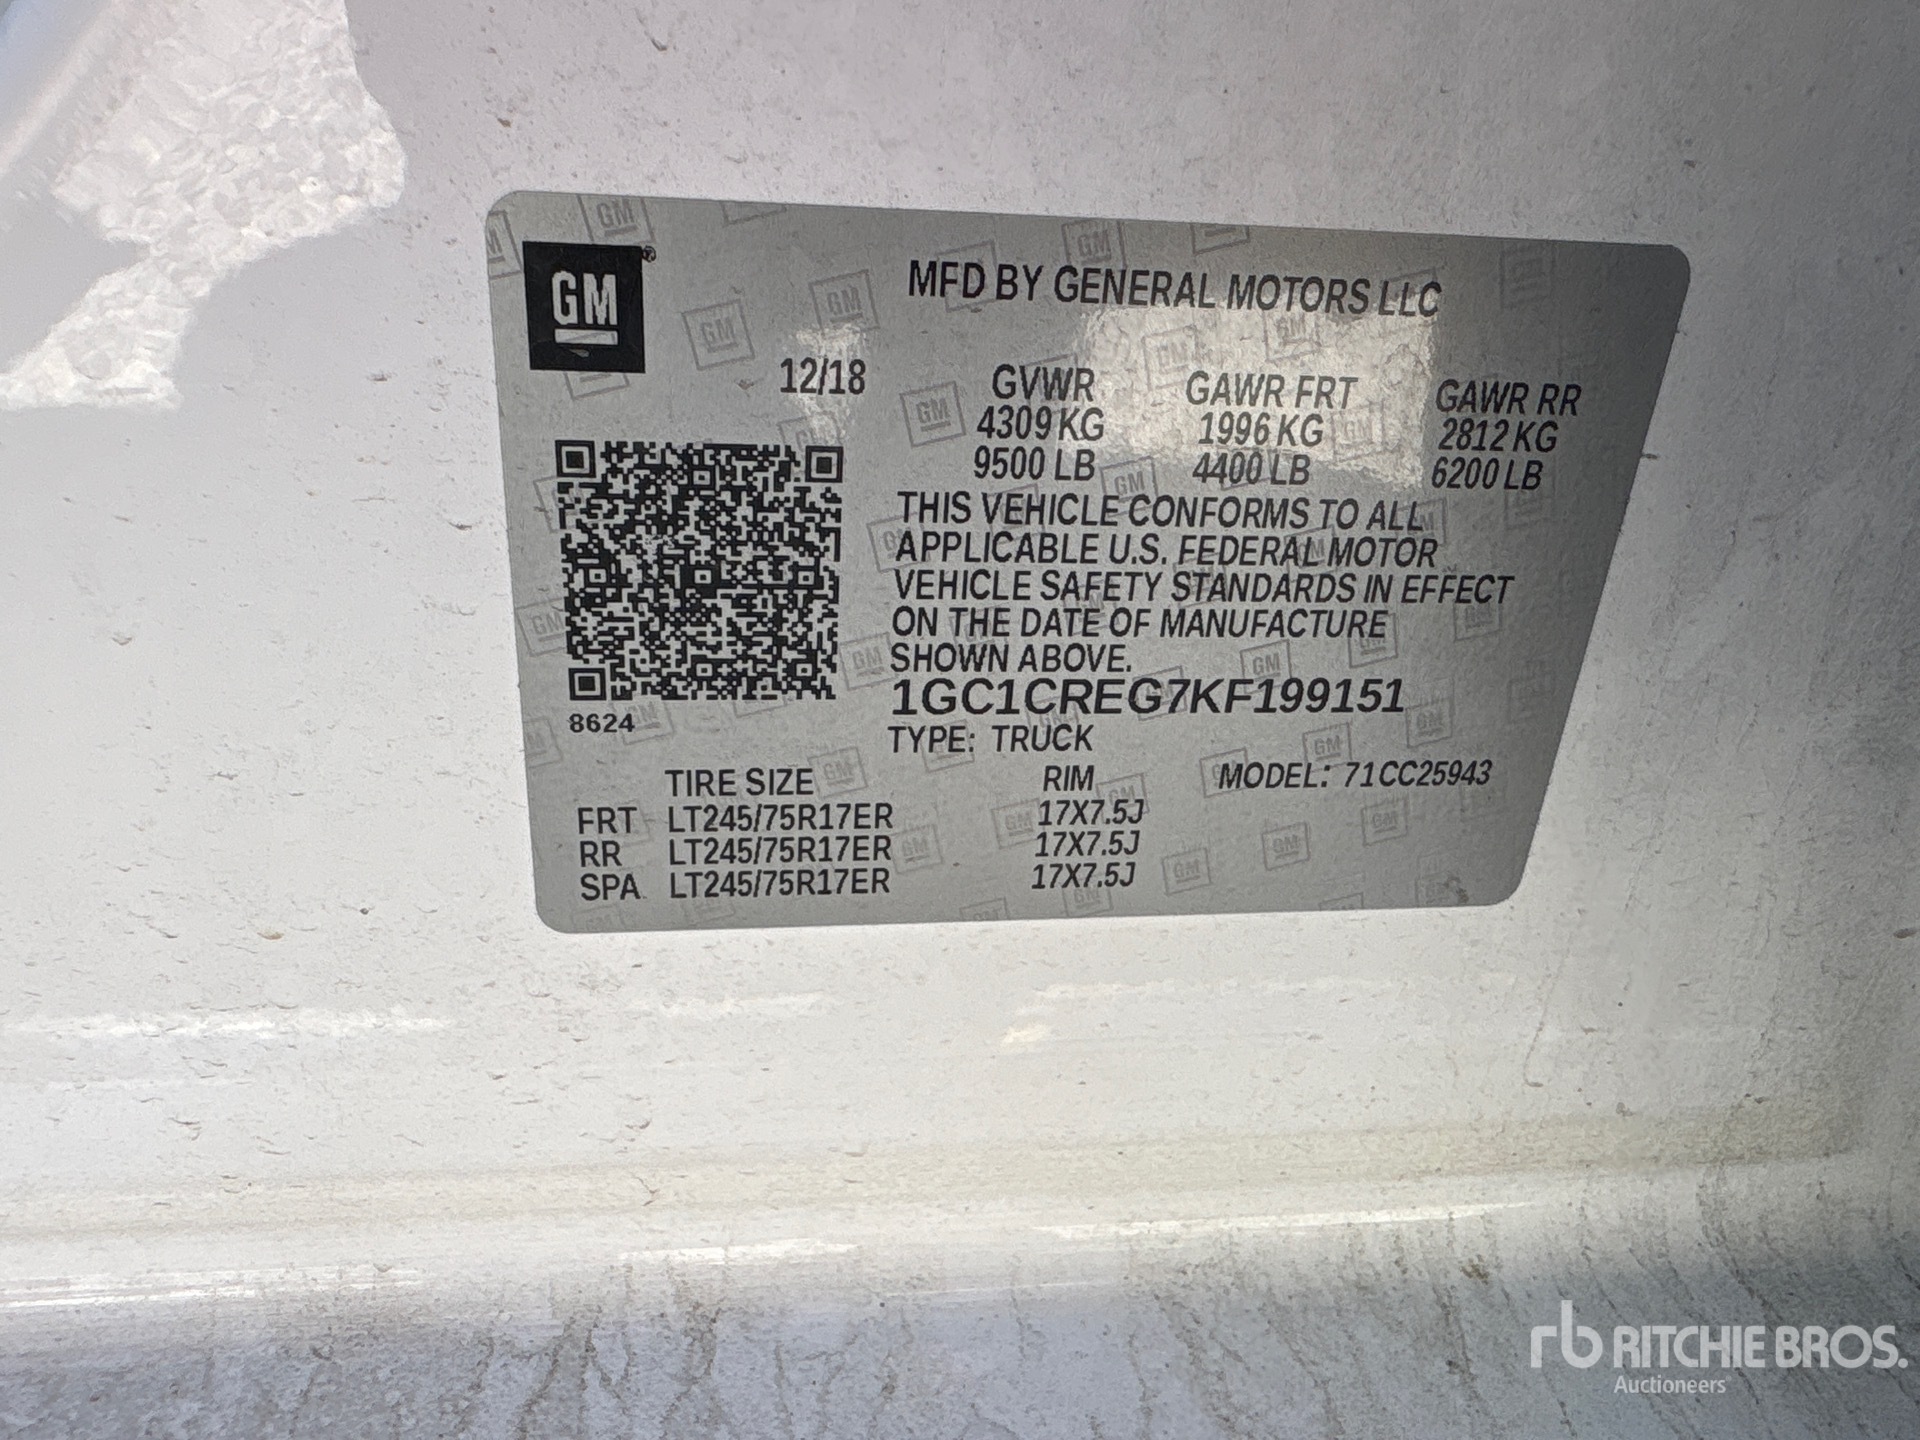 GM®
MFD BY GENERAL MOTORS LLC
12/18
GVWR GAWR FRT GAWR RR
4309 KG 1996 KG 2812 KG
9500 LB 4400 LB 6200 LB
THIS VEHICLE CONFORMS TO ALL
APPLICABLE U.S. FEDERAL MOTOR
VEHICLE SAFETY STANDARDS IN EFFECT
ON THE DATE OF MANUFACTURE
SHOWN ABOVE.
1GC1CREG7KF199151
8624
TYPE: TRUCK
TIRE SIZE RIM MODEL: 71CC25943
FRT LT245/75R17ER 17X7.5J
RR LT245/75R17ER 17X7.5J
SPA LT245/75R17ER 17X7.5J
rb RITCHIE BROS.
Auctioneers